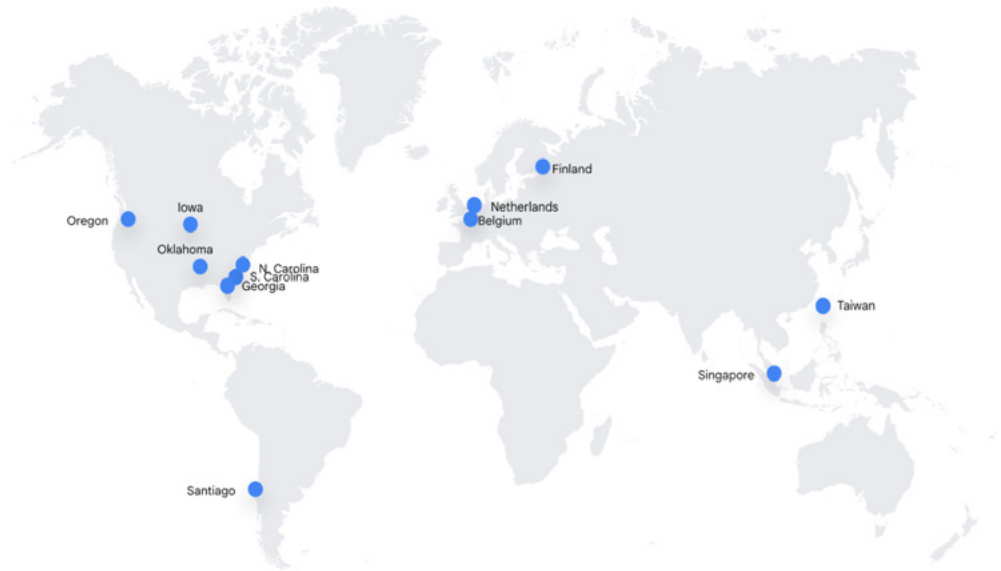 Finland
Iowa
Netherlands
Oregon
Belgium
Oklahoma
N. Carolina
S. Carolina
Georgia
Taiwan
Singapore
Santiago